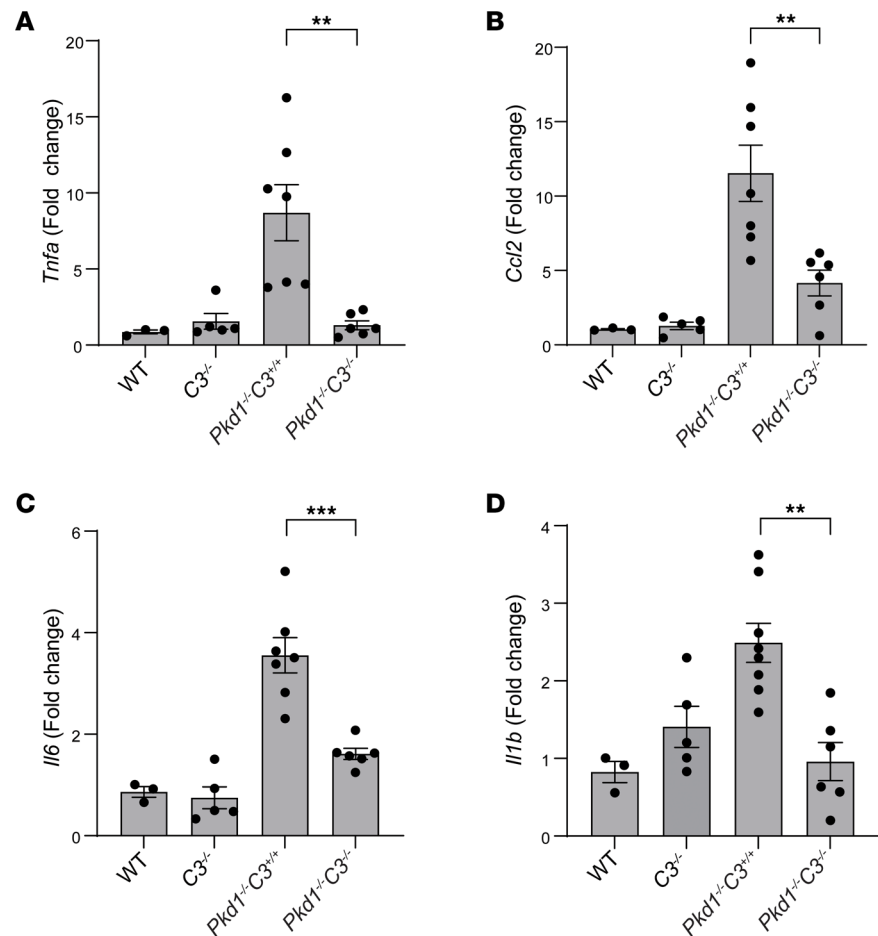 A
**
20
15
10
5
0
Tnfa (Fold change)
WT
C3-/-
Pkd1-/-C3+/+
Pkd1-/-C3-/-
B
**
20
15
10
5
0
Ccl2 (Fold change)
WT
C3-/-
Pkd1-/-C3+/+
Pkd1-/-C3-/-
C
***
6
4
2
0
Il6 (Fold change)
WT
C3-/-
Pkd1-/-C3+/+
Pkd1-/-C3-/-
D
**
4
3
2
1
0
Il1b (Fold change)
WT
C3-/-
Pkd1-/-C3+/+
Pkd1-/-C3-/-